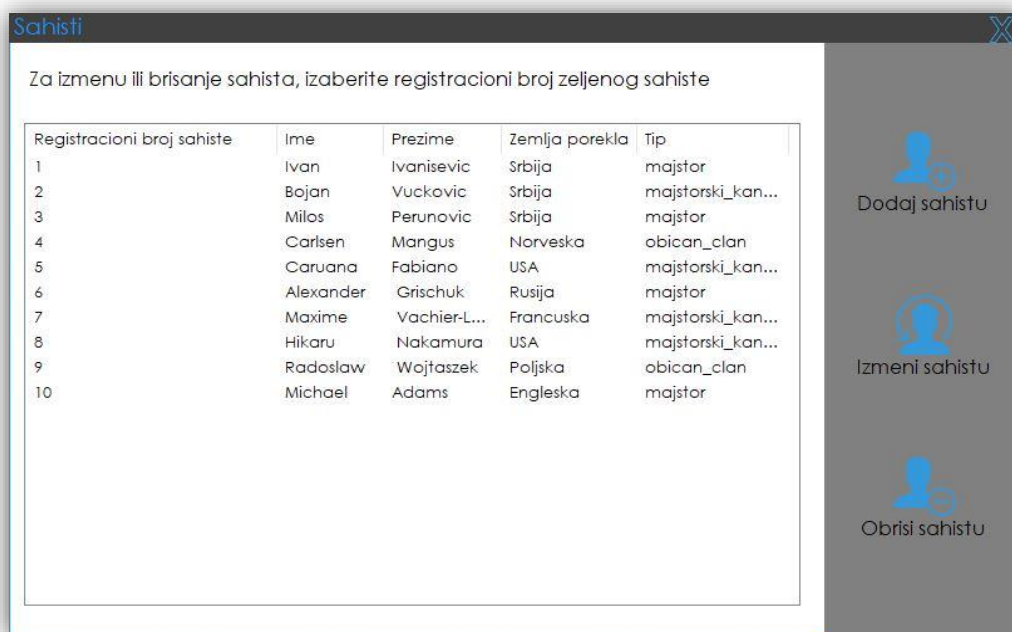 Sahisti X
Za izmenu ili brisanje sahista, izaberite registracioni broj zeljenog sahiste
Registracioni broj sahiste Ime Prezime Zemlja porekla Tip
1 Ivan Ivanisevic Srbija majstor
2 Bojan Vuckovic Srbija majstorski_kan...
3 Milos Perunovic Srbija majstor
4 Carlsen Mangus Norveska obican_clan
5 Caruana Fabiano USA majstorski_kan...
6 Alexander Grischuk Rusija majstor
7 Maxime Vachier-L... Francuska majstorski_kan...
8 Hikaru Nakamura USA majstorski_kan...
9 Radoslaw Wojtaszek Poljska obican_clan
10 Michael Adams Engleska majstor
Dodaj sahistu
Izmeni sahistu
Obrisi sahistu